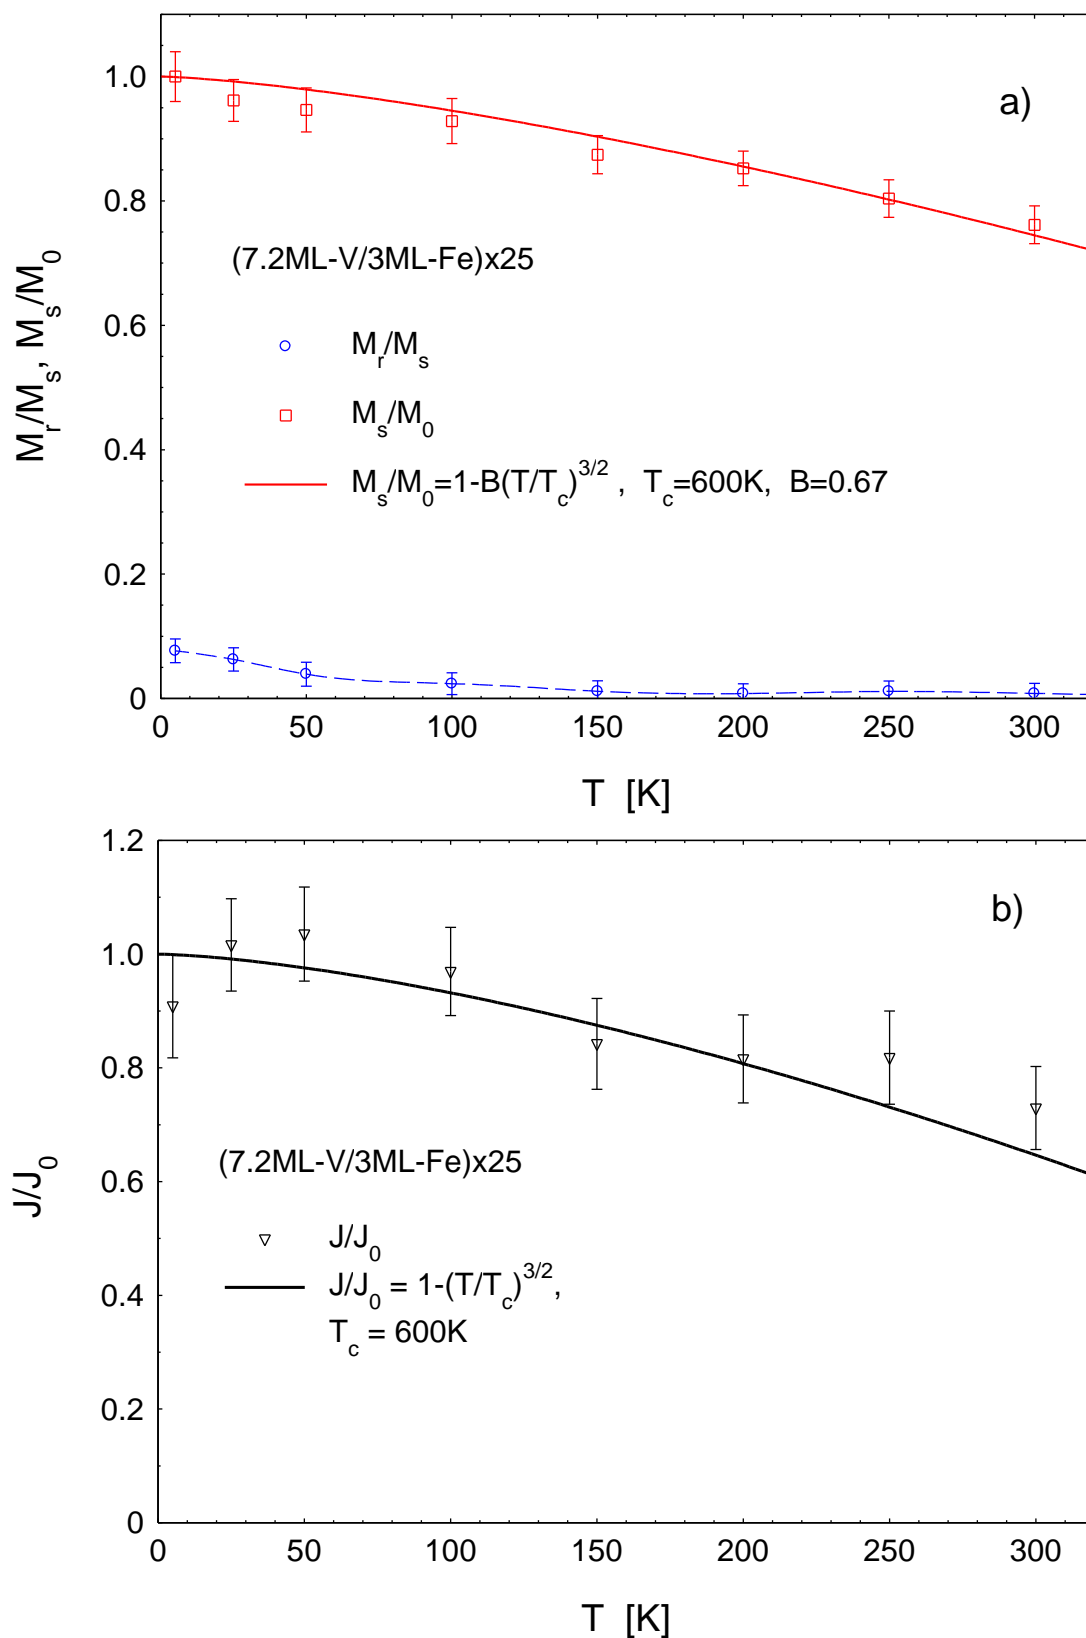 1.0
0.8
0.6
0.4
0.2
0
M_r/M_s, M_s/M_0
a)
(7.2ML-V/3ML-Fe)x25
M_r/M_s
M_s/M_0
M_s/M_0=1-B(T/T_c)^3/2 , T_c=600K, B=0.67
0 50 100 150 200 250 300
T [K]
1.2
1.0
0.8
0.6
0.4
0.2
0
J/J_0
b)
(7.2ML-V/3ML-Fe)x25
J/J_0
J/J_0 = 1-(T/T_c)^3/2,
T_c = 600K
0 50 100 150 200 250 300
T [K]